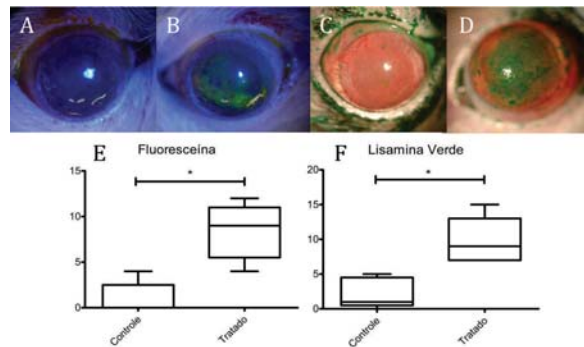 A B C D
E Fluoresceína
15
*
10
5
0
Controle Tratado
F Lisamina Verde
20
*
15
10
5
0
Controle Tratado